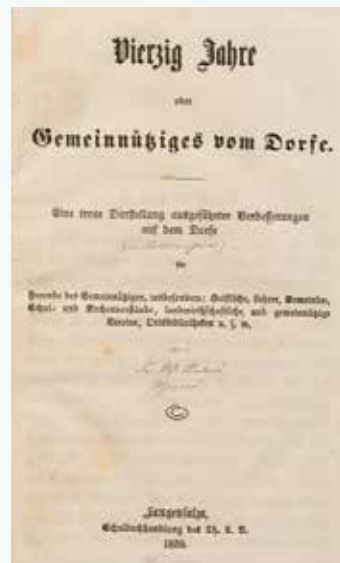 Vierzig Jahre
oder
Gemeinnütziges vom Dorfe.
Eine treue Darstellung ausgeführter Verbesserungen
auf dem Dorfe
für
Freunde des Gemeinnützigen, insbesondere: Geistliche, Lehrer, Gemeinde-,
Schul- und Kirchenvorstände, landwirthschaftliche, und gemeinnützige
Vereine, Ortsbibliotheken u. s. w.
Langensalza,
Schulbuchhandlung des Th. L. V.